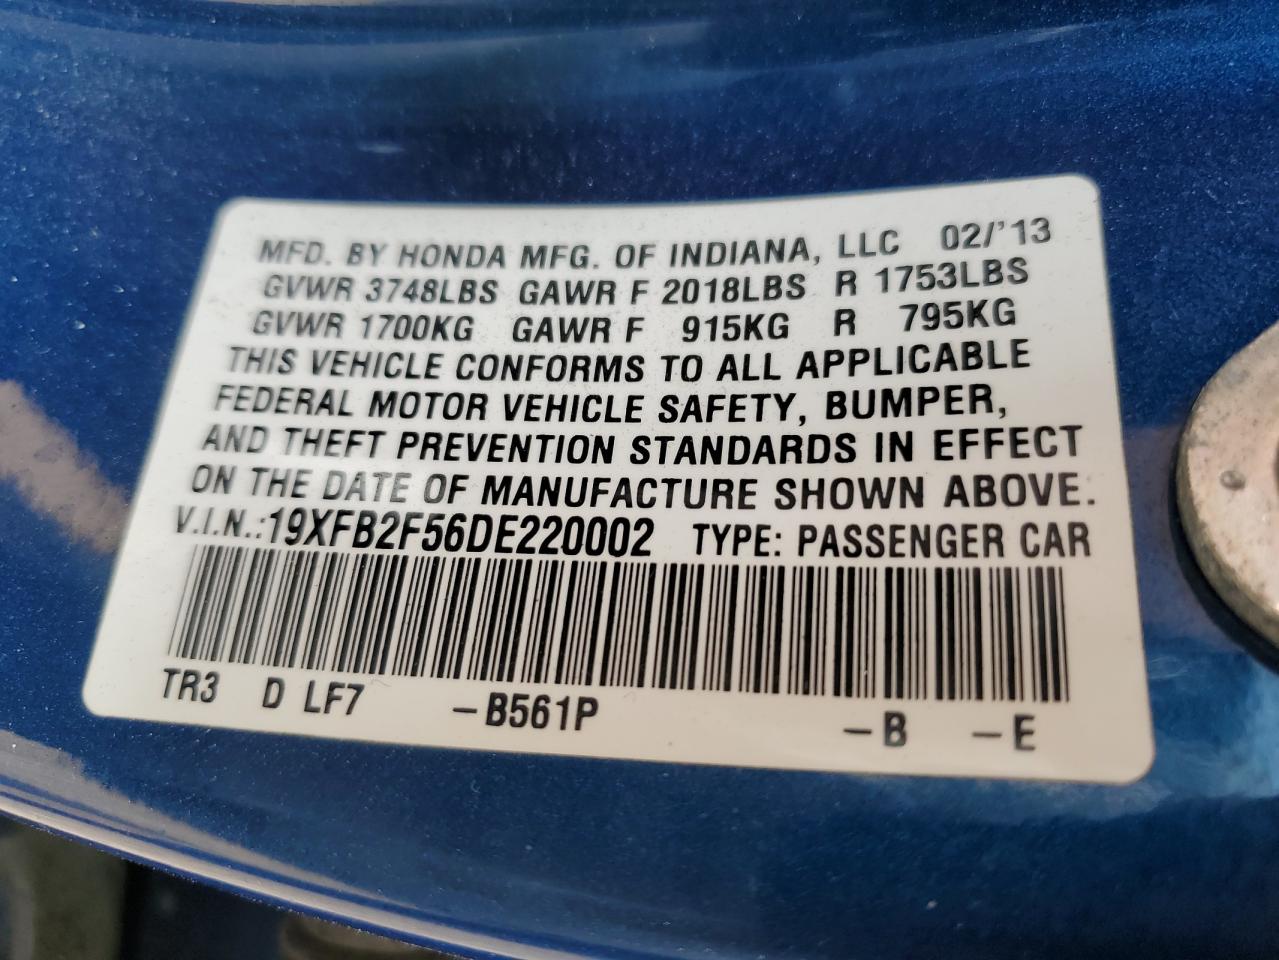 MFD. BY HONDA MFG. OF INDIANA, LLC 02/'13
GVWR 3748LBS GAWR F 2018LBS R 1753LBS
GVWR 1700KG GAWR F 915KG R 795KG
THIS VEHICLE CONFORMS TO ALL APPLICABLE
FEDERAL MOTOR VEHICLE SAFETY, BUMPER,
AND THEFT PREVENTION STANDARDS IN EFFECT
ON THE DATE OF MANUFACTURE SHOWN ABOVE.
V.I.N.:19XFB2F56DE220002 TYPE: PASSENGER CAR
TR3 D LF7 -B561P -B -E